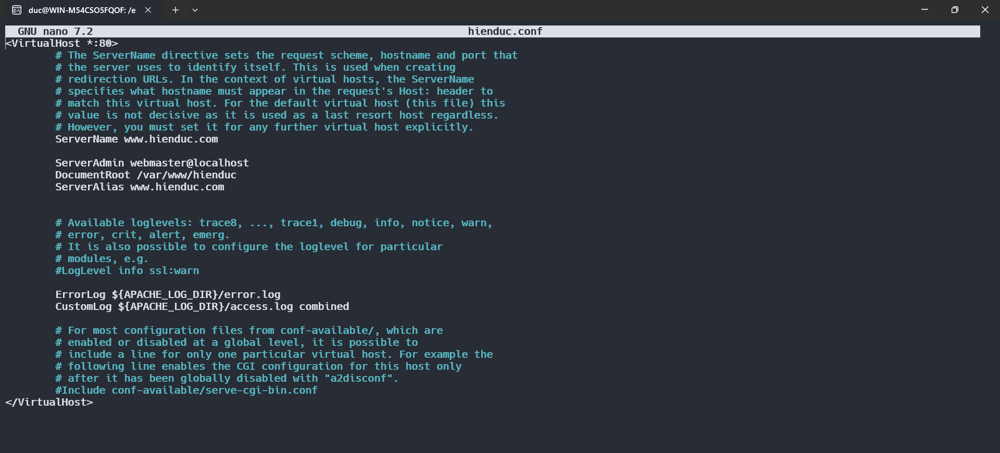 duc@WIN-M54CSO5FQOF: /e
GNU nano 7.2 hienduc.conf
<VirtualHost *:80>
# The ServerName directive sets the request scheme, hostname and port that
# the server uses to identify itself. This is used when creating
# redirection URLs. In the context of virtual hosts, the ServerName
# specifies what hostname must appear in the request's Host: header to
# match this virtual host. For the default virtual host (this file) this
# value is not decisive as it is used as a last resort host regardless.
# However, you must set it for any further virtual host explicitly.
ServerName www.hienduc.com
ServerAdmin webmaster@localhost
DocumentRoot /var/www/hienduc
ServerAlias www.hienduc.com
# Available loglevels: trace8, ..., trace1, debug, info, notice, warn,
# error, crit, alert, emerg.
# It is also possible to configure the loglevel for particular
# modules, e.g.
#LogLevel info ssl:warn
ErrorLog ${APACHE_LOG_DIR}/error.log
CustomLog ${APACHE_LOG_DIR}/access.log combined
# For most configuration files from conf-available/, which are
# enabled or disabled at a global level, it is possible to
# include a line for only one particular virtual host. For example the
# following line enables the CGI configuration for this host only
# after it has been globally disabled with "a2disconf".
#Include conf-available/serve-cgi-bin.conf
</VirtualHost>